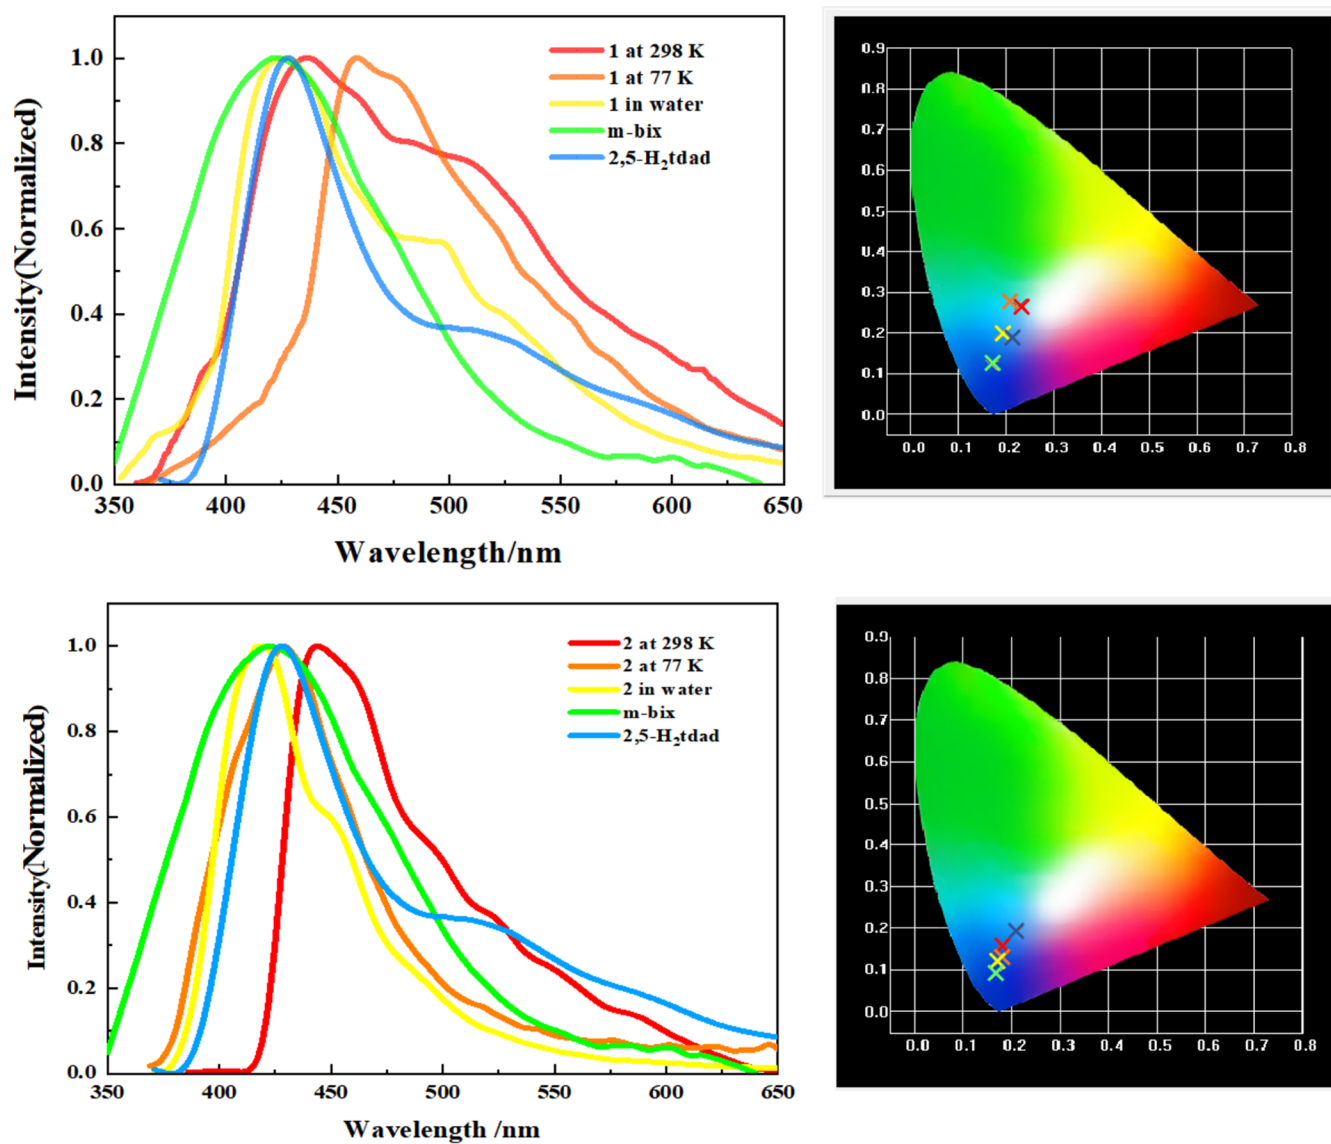 1.0
0.8
0.6
0.4
0.2
0.0
Intensity(Normalized)
1 at 298 K
1 at 77 K
1 in water
m-bix
2,5-H₂tdad
350 400 450 500 550 600 650
Wavelength/nm
0.9
0.8
0.7
0.6
0.5
0.4
0.3
0.2
0.1
0.0
0.0 0.1 0.2 0.3 0.4 0.5 0.6 0.7 0.8
1.0
0.8
0.6
0.4
0.2
0.0
Intensity(Normalized)
2 at 298 K
2 at 77 K
2 in water
m-bix
2,5-H₂tdad
350 400 450 500 550 600 650
Wavelength /nm
0.9
0.8
0.7
0.6
0.5
0.4
0.3
0.2
0.1
0.0
0.0 0.1 0.2 0.3 0.4 0.5 0.6 0.7 0.8